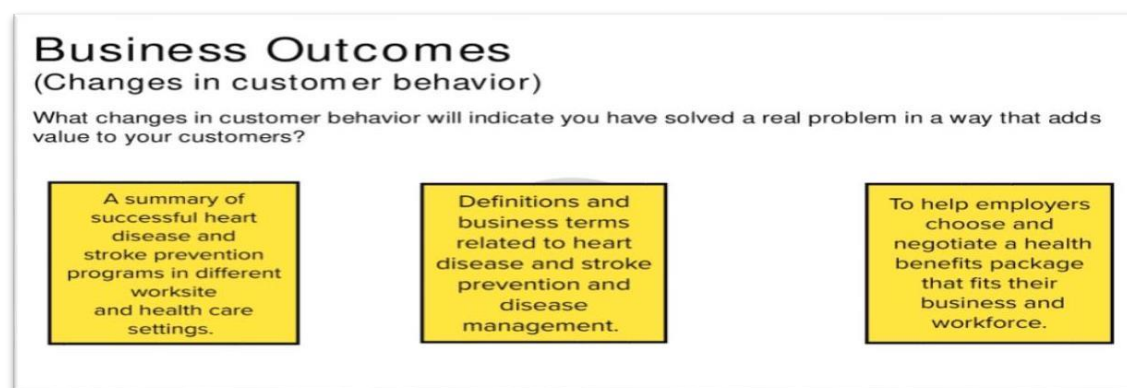 Business Outcomes
(Changes in customer behavior)
What changes in customer behavior will indicate you have solved a real problem in a way that adds
value to your customers?
A summary of
successful heart
disease and
stroke prevention
programs in different
worksite
and health care
settings.
Definitions and
business terms
related to heart
disease and stroke
prevention and
disease
management.
To help employers
choose and
negotiate a health
benefits package
that fits their
business and
workforce.